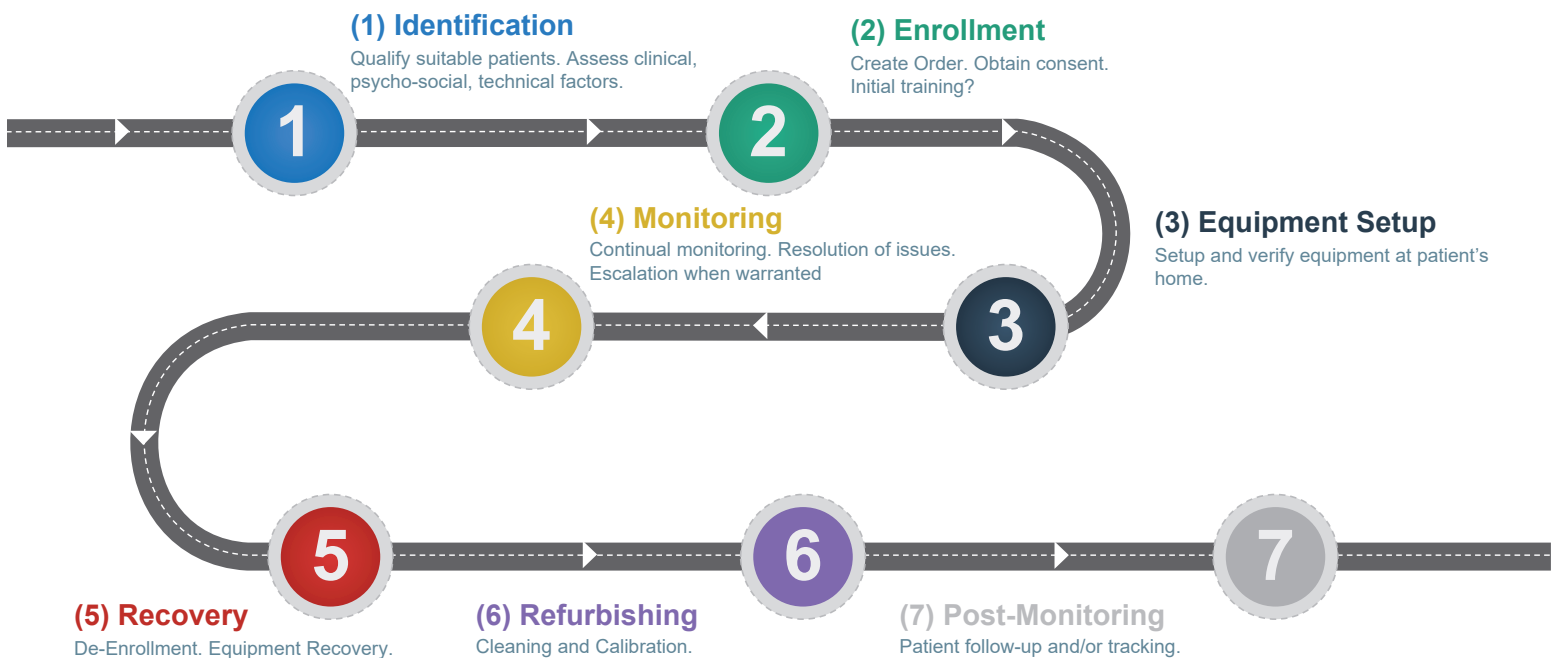 (1) Identification
Qualify suitable patients. Assess clinical,
psycho-social, technical factors.
(2) Enrollment
Create Order. Obtain consent.
Initial training?
1
2
(3) Equipment Setup
Setup and verify equipment at patient’s
home.
(4) Monitoring
Continual monitoring. Resolution of issues.
Escalation when warranted
4
3
5
6
7
(5) Recovery
De-Enrollment. Equipment Recovery.
(6) Refurbishing
Cleaning and Calibration.
(7) Post-Monitoring
Patient follow-up and/or tracking.